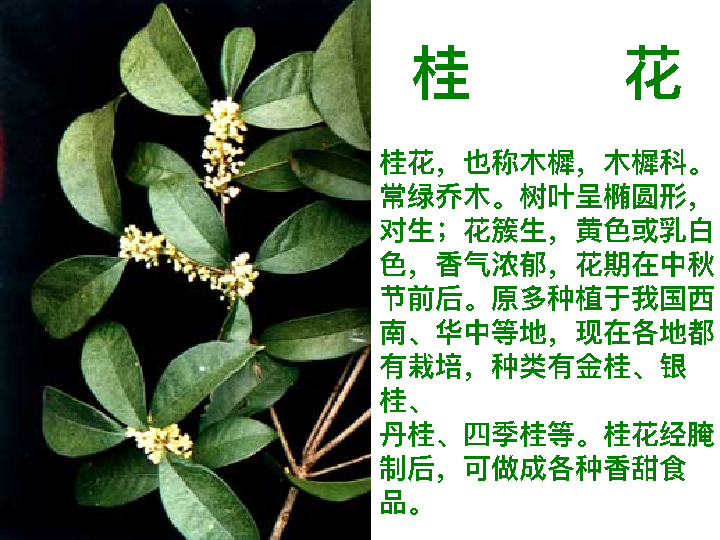 桂 花
桂花，也称木樨，木樨科。
常绿乔木。树叶呈椭圆形，
对生；花簇生，黄色或乳白
色，香气浓郁，花期在中秋
节前后。原多种植于我国西
南、华中等地，现在各地都
有栽培，种类有金桂、银
桂、
丹桂、四季桂等。桂花经腌
制后，可做成各种香甜食
品。